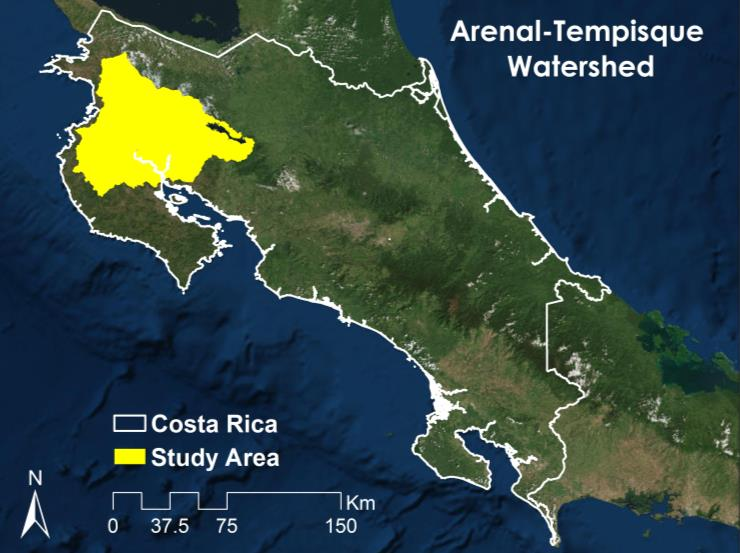 Arenal-Tempisque
Watershed
Costa Rica
Study Area
N
Km
0 37.5 75 150